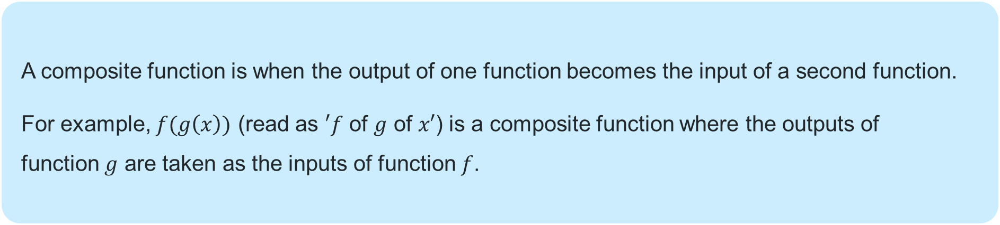 A composite function is when the output of one function becomes the input of a second function.
For example, f(g(x)) (read as ′f of g of x′) is a composite function where the outputs of
function g are taken as the inputs of function f.